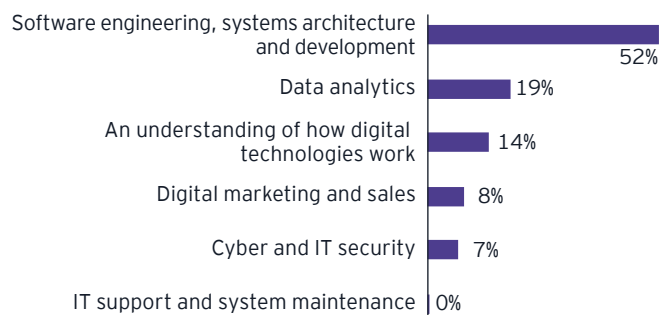 Software engineering, systems architecture
and development
52%
Data analytics
19%
An understanding of how digital
technologies work
14%
Digital marketing and sales
8%
Cyber and IT security
7%
IT support and system maintenance
0%